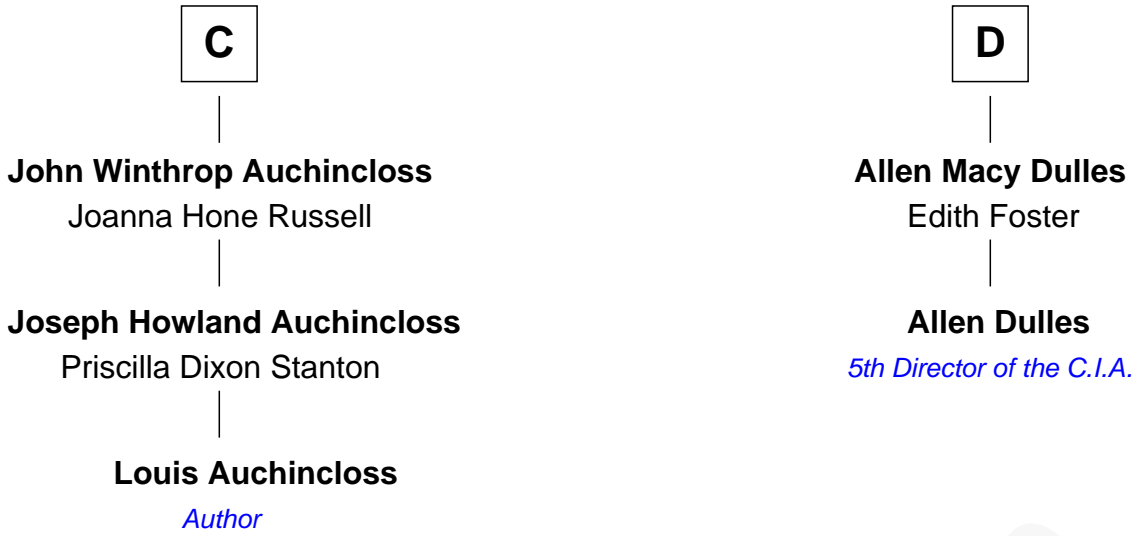 C
D
John Winthrop Auchincloss
Joanna Hone Russell
Allen Macy Dulles
Edith Foster
Joseph Howland Auchincloss
Priscilla Dixon Stanton
Allen Dulles
5th Director of the C.I.A.
Louis Auchincloss
Author